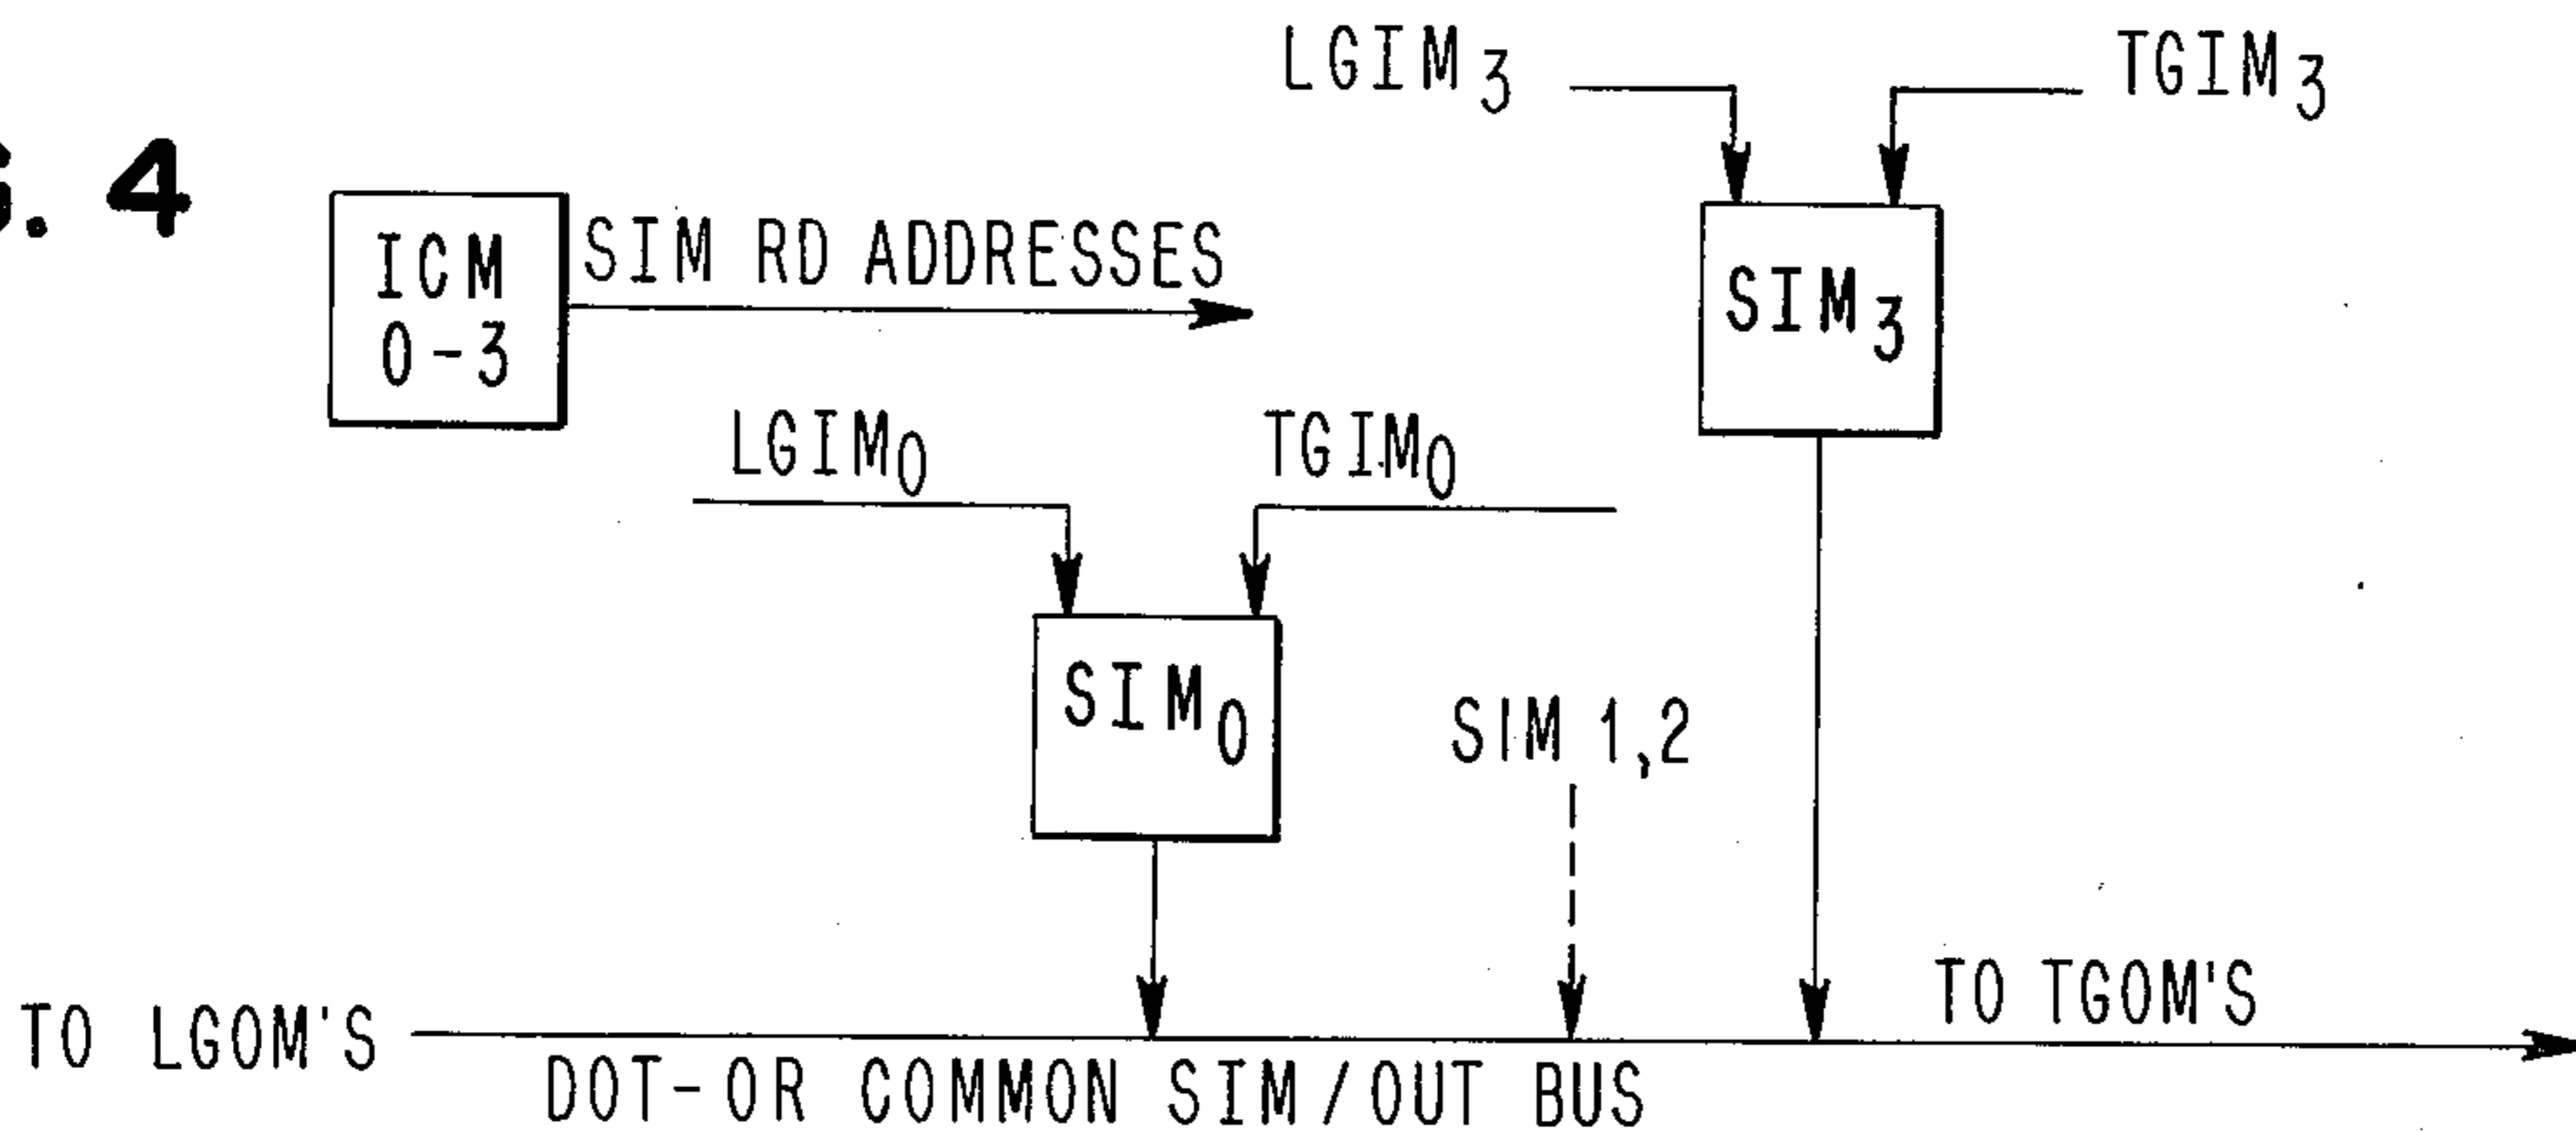 LGIM3
TGIM3
. 4
ICM
0-3
SIM RD ADDRESSES
SIM3
LGIM0
TGIM0
SIM0
SIM 1,2
TO LGOM'S
TO TGOM'S
DOT-OR COMMON SIM/OUT BUS